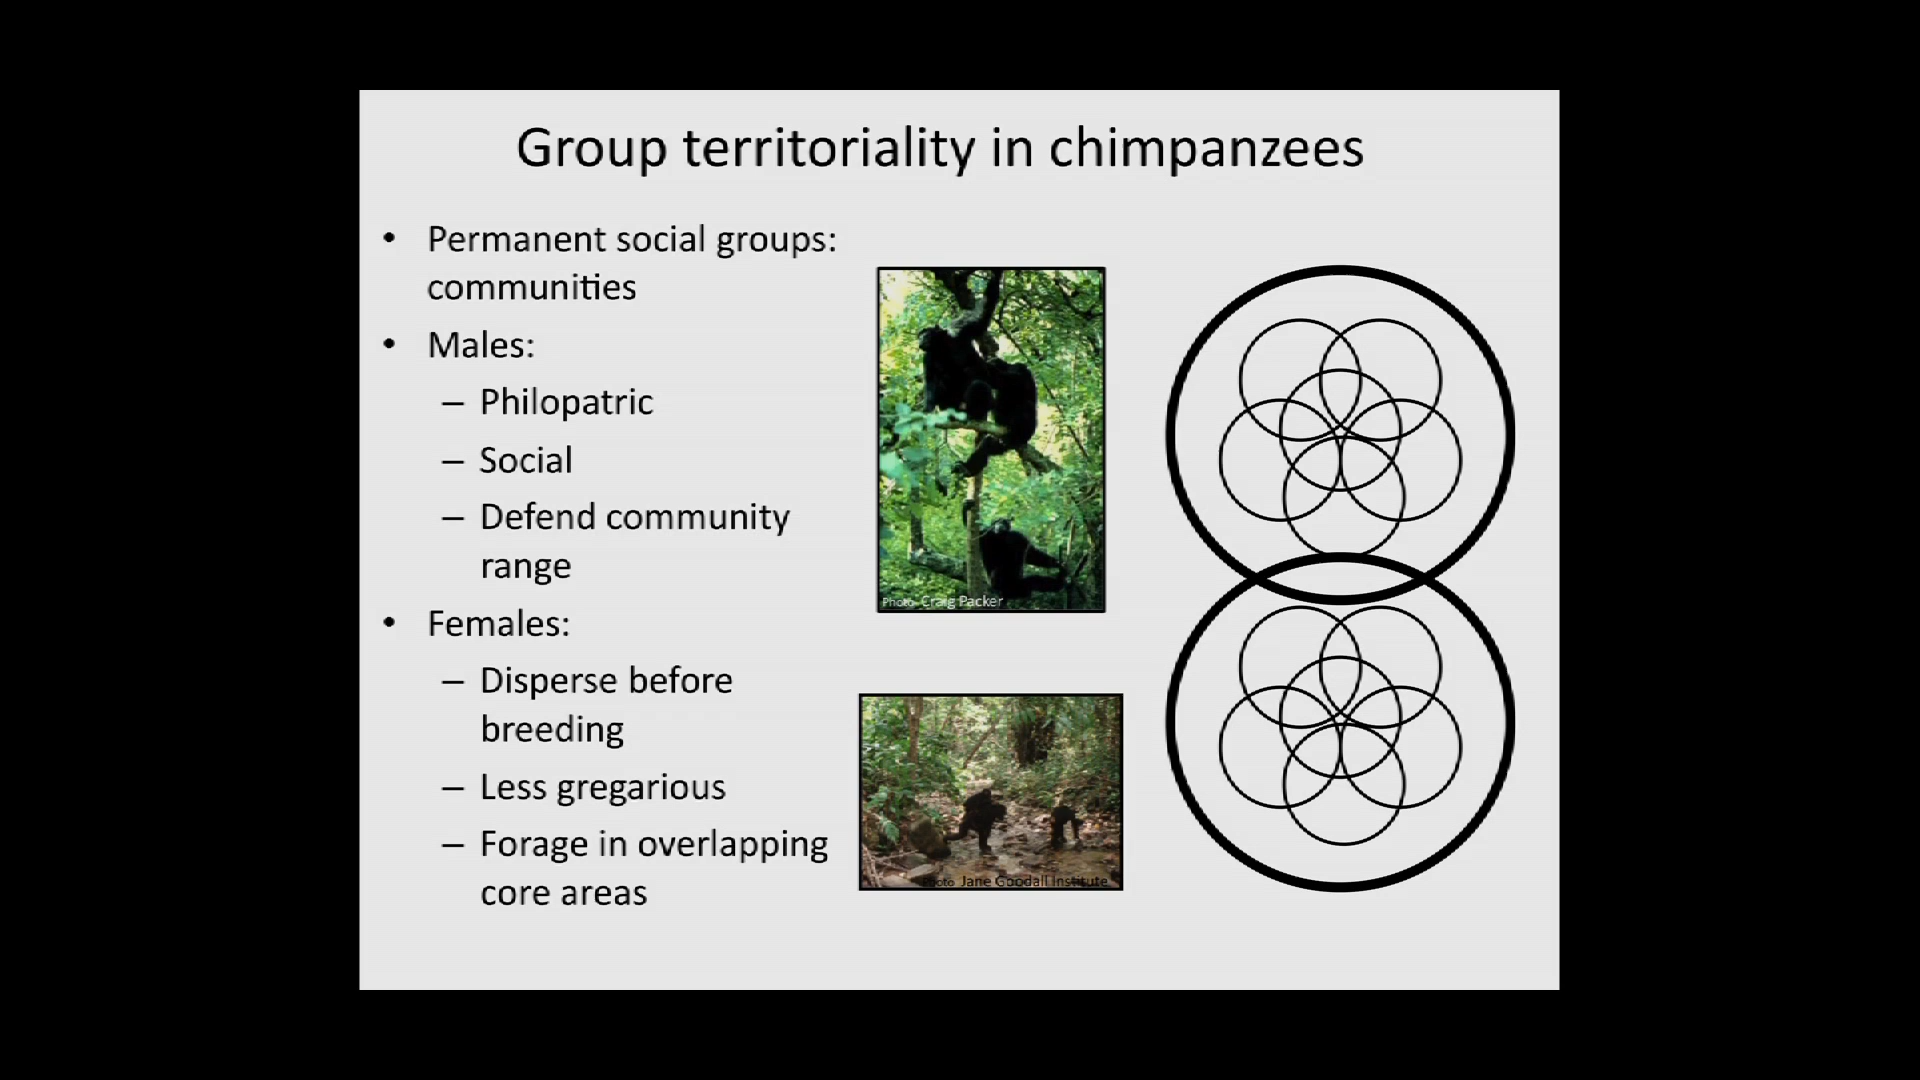 Group territoriality in chimpanzees
• Permanent social groups:
communities
• Males:
– Philopatric
– Social
– Defend community
range
• Females:
– Disperse before
breeding
– Less gregarious
– Forage in overlapping
core areas
Photo Craig Packer
Photo Jane Goodall Institute